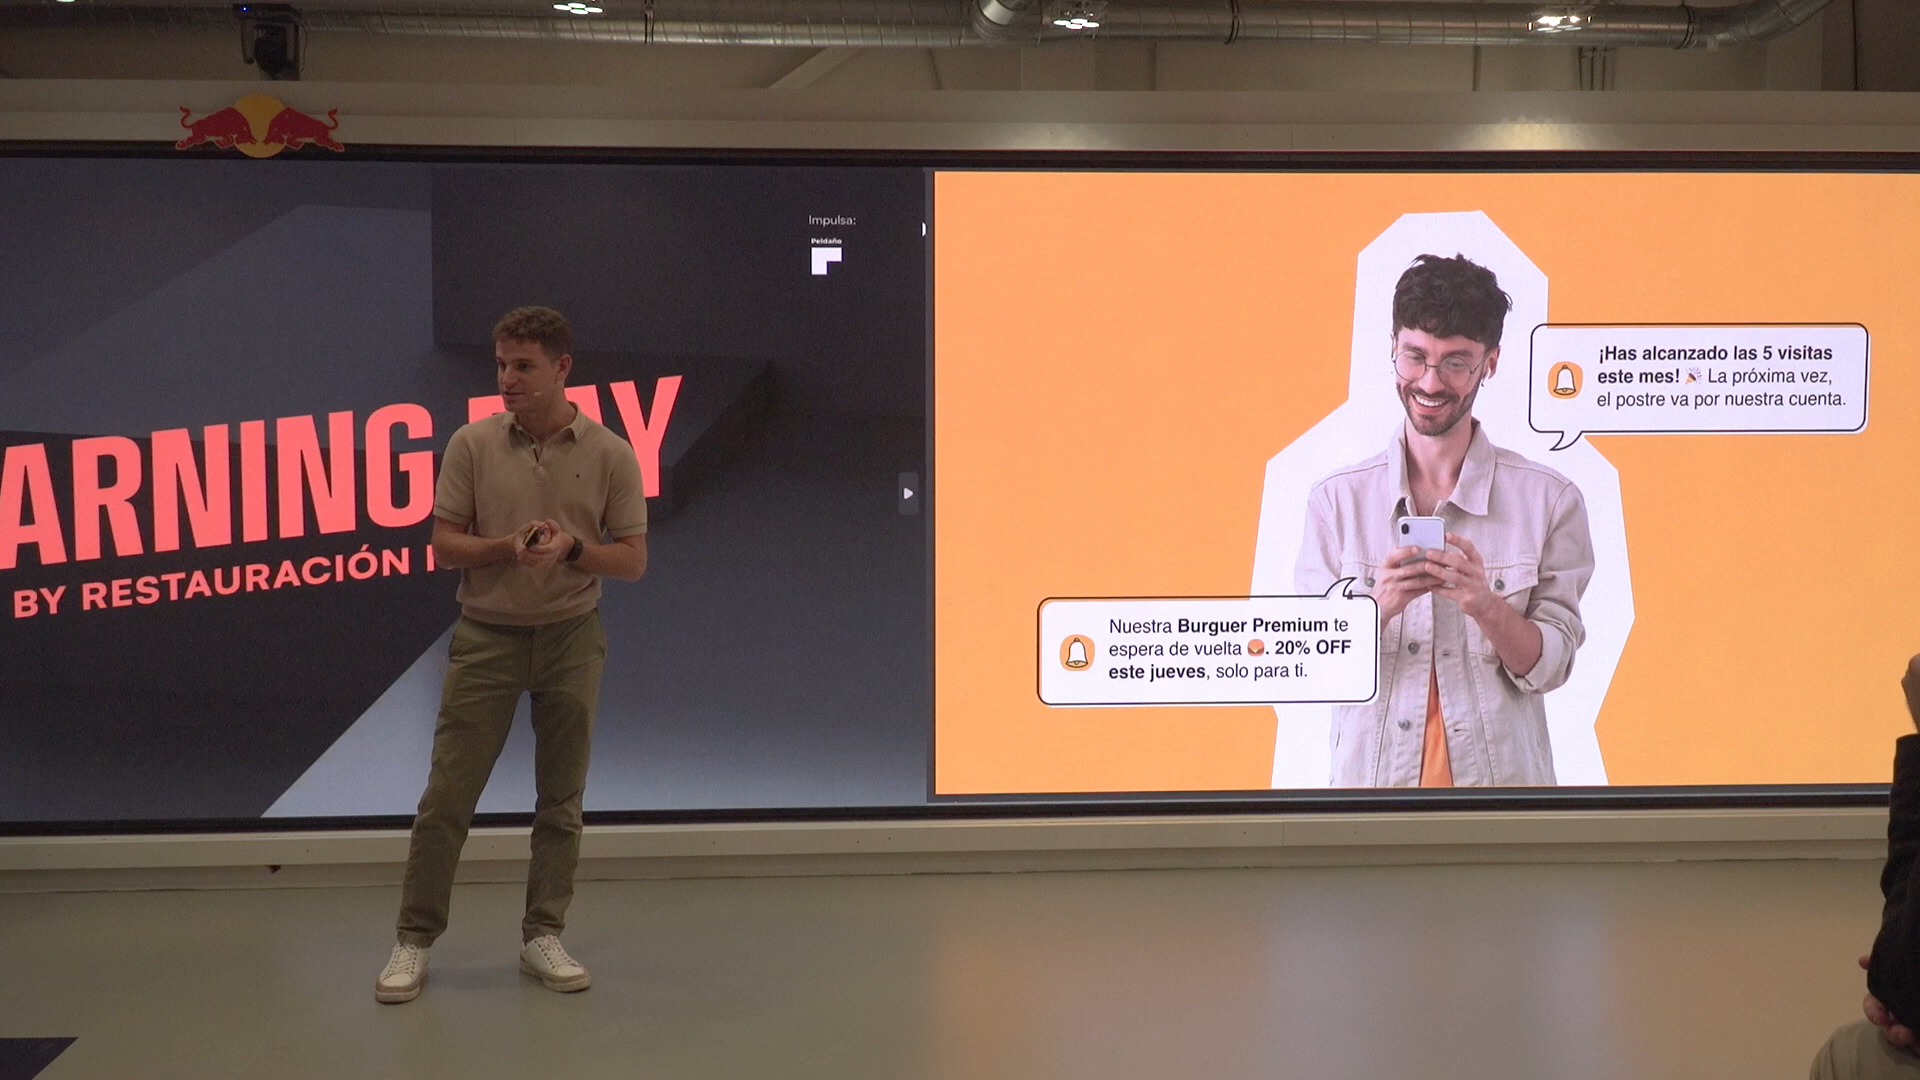 Impulsa:
Peldaño
ARNING
BY RESTAURACIÓN
¡Has alcanzado las 5 visitas
este mes! 🎉 La próxima vez,
el postre va por nuestra cuenta.
Nuestra Burguer Premium te
espera de vuelta 🍔. 20% OFF
este jueves, solo para ti.